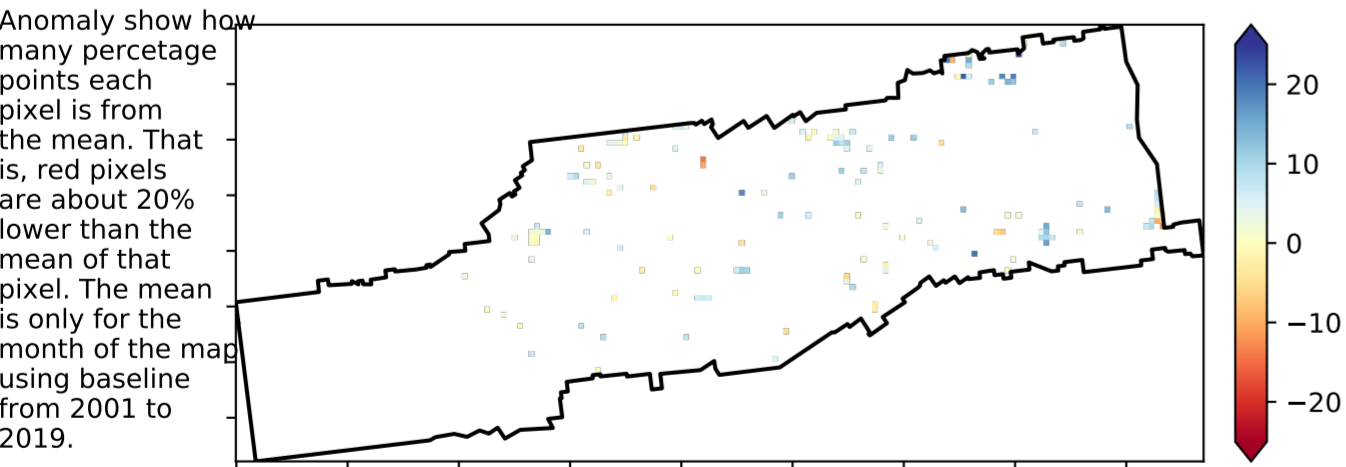 Anomaly show how
many percetage
points each
pixel is from
the mean. That
is, red pixels
are about 20%
lower than the
mean of that
pixel. The mean
is only for the
month of the map
using baseline
from 2001 to
2019.
20
10
0
−10
−20